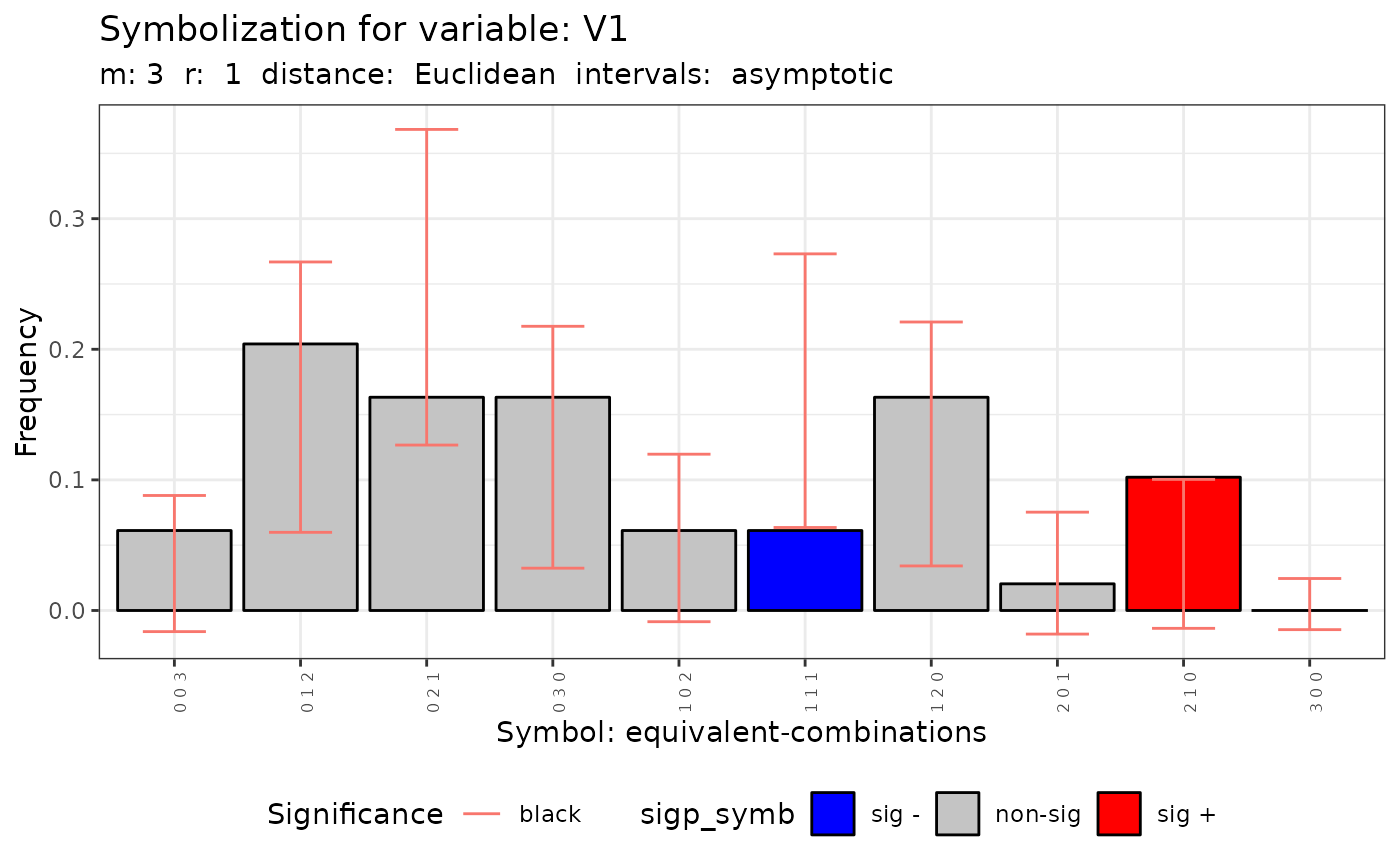 Symbolization for variable: V1
m: 3 r: 1 distance: Euclidean intervals: asymptotic
Frequency
0.3
0.2
0.1
0.0
0 0 3
0 1 2
0 2 1
0 3 0
1 0 2
1 1 1
1 2 0
2 0 1
2 1 0
3 0 0
Symbol: equivalent-combinations
Significance black sigp_symb sig - non-sig sig +